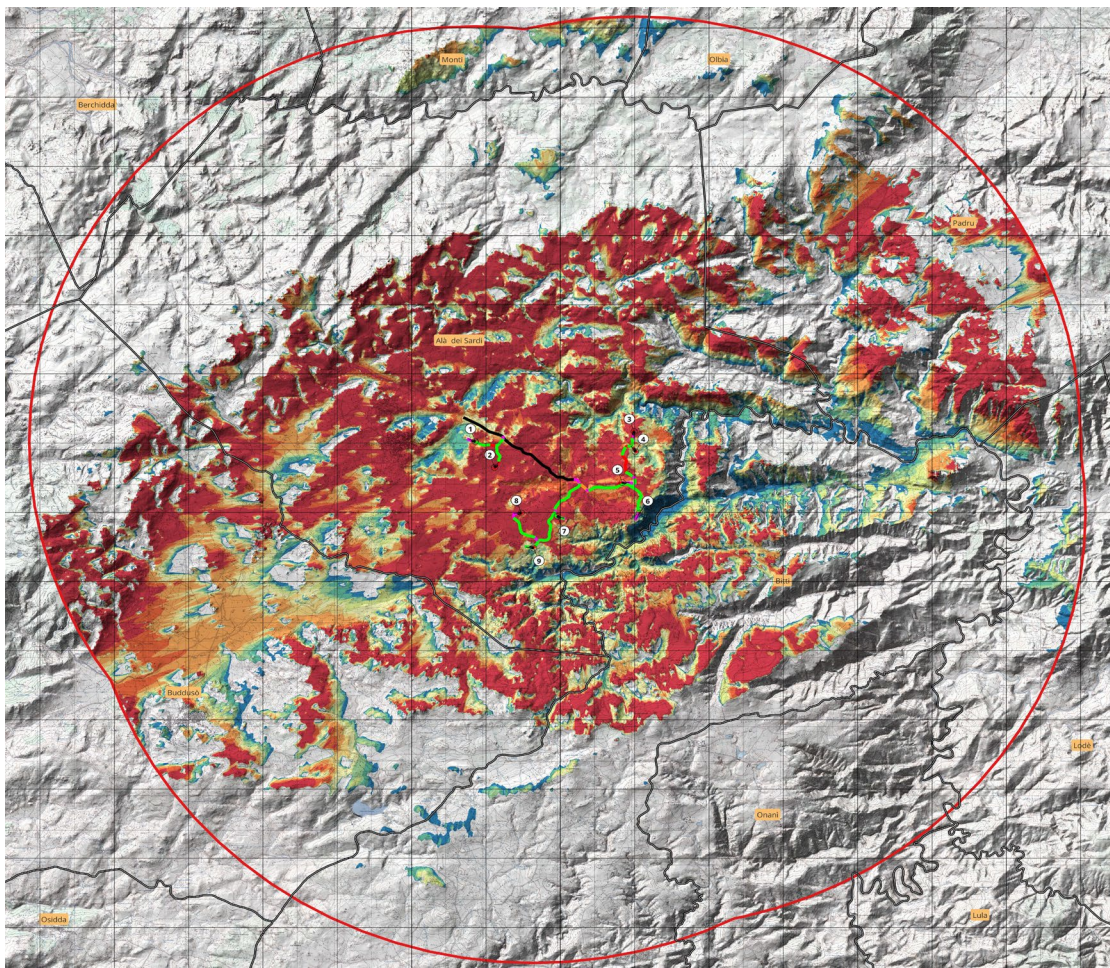 Monti
Olbia
Berchidda
Padru
Alà dei Sardi
3
1
4
2
5
8
6
7
9
Bitti
Buddusò
Lodè
Onanì
Lula
Osidda